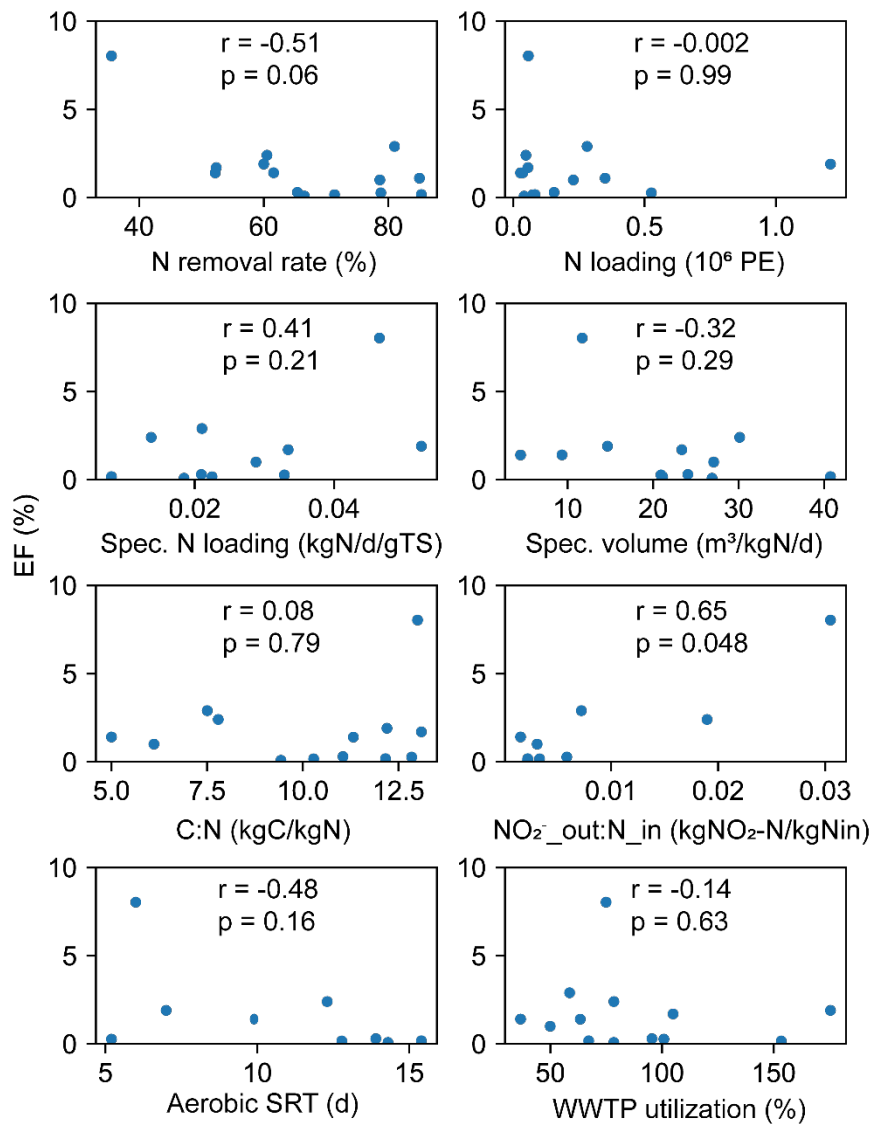 10
5
0
r = -0.51
p = 0.06
40
60
80
N removal rate (%)
10
5
0
r = -0.002
p = 0.99
0.0
0.5
1.0
N loading (10⁶ PE)
10
5
0
r = 0.41
p = 0.21
0.02
0.04
Spec. N loading (kgN/d/gTS)
10
5
0
r = -0.32
p = 0.29
10
20
30
40
Spec. volume (m³/kgN/d)
EF (%)
10
5
0
r = 0.08
p = 0.79
5.0
7.5
10.0
12.5
C:N (kgC/kgN)
10
5
0
r = 0.65
p = 0.048
0.01
0.02
0.03
NO₂⁻_out:N_in (kgNO₂-N/kgNin)
10
5
0
r = -0.48
p = 0.16
5
10
15
Aerobic SRT (d)
10
5
0
r = -0.14
p = 0.63
50
100
150
WWTP utilization (%)